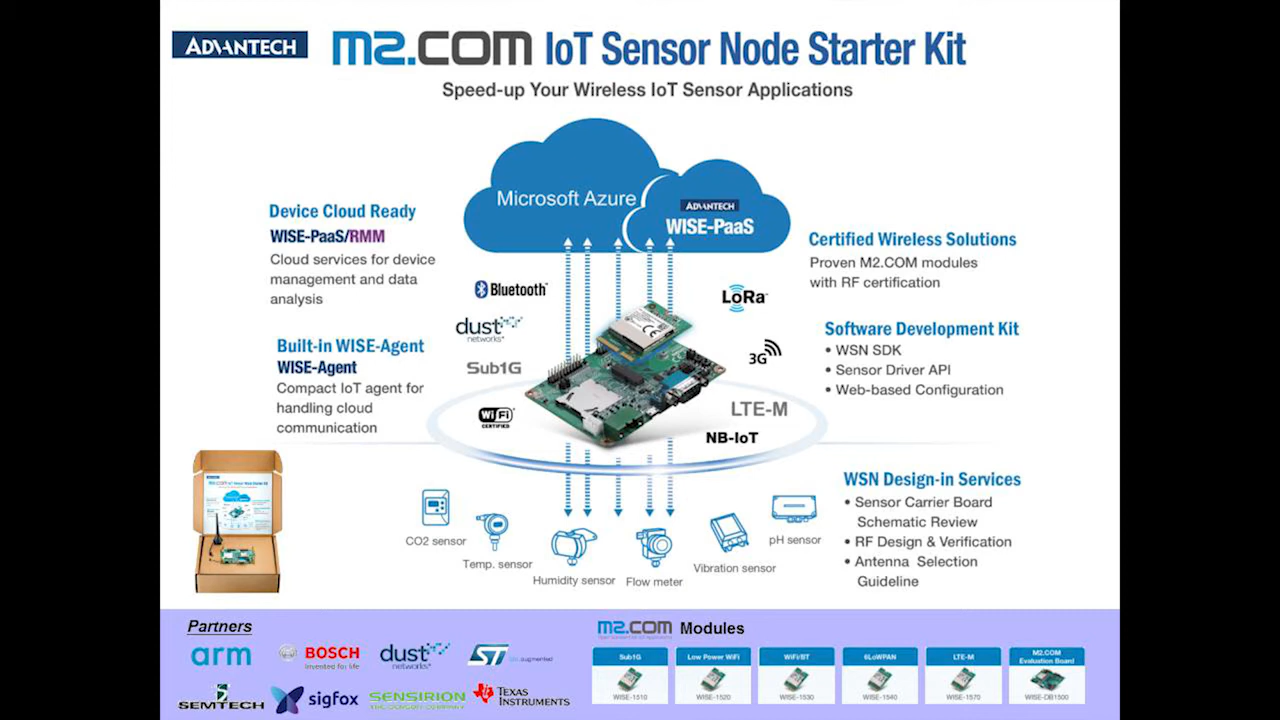 ADVANTECH
M2.COM IoT Sensor Node Starter Kit
Speed-up Your Wireless IoT Sensor Applications
Microsoft Azure
ADVANTECH
WISE-PaaS
Device Cloud Ready
WISE-PaaS/RMM
Cloud services for device
management and data
analysis
Built-in WISE-Agent
WISE-Agent
Compact IoT agent for
handling cloud
communication
Bluetooth
dust
networks
Sub1G
WiFi
CERTIFIED
LoRa
3G
LTE-M
NB-IoT
Certified Wireless Solutions
Proven M2.COM modules
with RF certification
Software Development Kit
• WSN SDK
• Sensor Driver API
• Web-based Configuration
WSN Design-in Services
• Sensor Carrier Board
Schematic Review
• RF Design & Verification
• Antenna Selection
Guideline
CO2 sensor
Temp. sensor
Humidity sensor
Flow meter
Vibration sensor
pH sensor
Partners
arm
BOSCH
Invented for life
dust
networks
ST
augmented
SEMTECH
sigfox
SENSIRION
THE SENSOR COMPANY
TEXAS
INSTRUMENTS
M2.COM Modules
Sub1G
WISE-1510
Low Power WiFi
WISE-1520
WiFi/BT
WISE-1530
6LoWPAN
WISE-1540
LTE-M
WISE-1570
M2.COM
Evaluation Board
WISE-DB1500